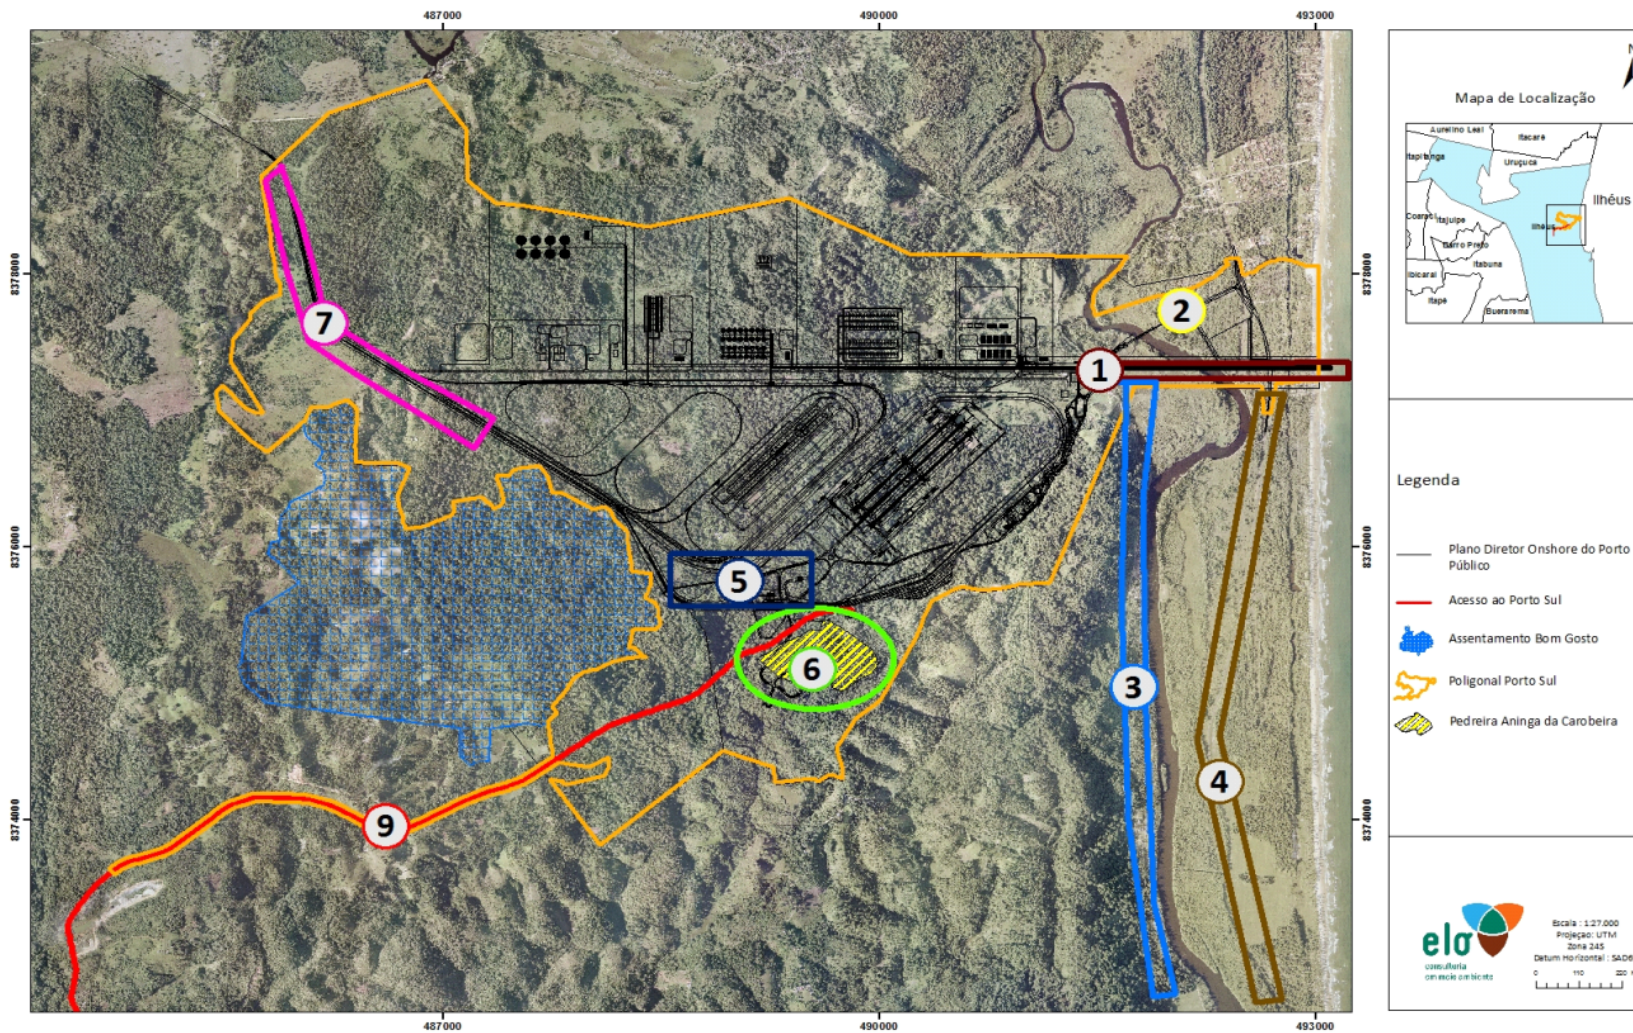 487000
490000
493000
8378000
8376000
8374000
8378000
8376000
8374000
7
2
1
5
6
3
4
9
487000
490000
493000
Mapa de Localização
Aurelino Leal
Itacaré
Itapitanga
Uruçuca
Ilhéus
Coaraci
Itajuípe
Ilhéus
Barro Preto
Itabuna
Ibicaraí
Itapé
Buerarema
Legenda
Plano Diretor Onshore do Porto
Público
Acesso ao Porto Sul
Assentamento Bom Gosto
Poligonal Porto Sul
Pedreira Aninga da Carobeira
elo
consultoria
em meio ambiente
Escala : 1:27.000
Projeçao: UTM
Zona 24S
Datum Horizontal : SAD6
0 110 220